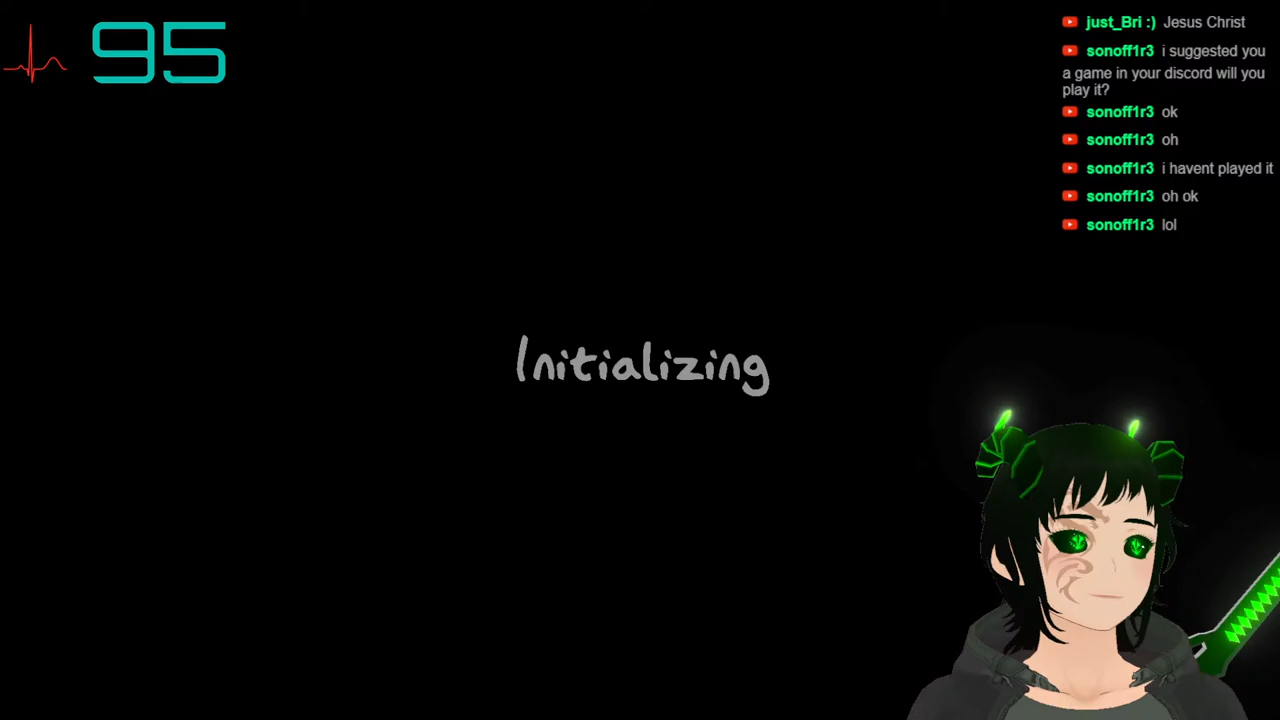 95
just_Bri :) Jesus Christ
sonoff1r3 i suggested you
a game in your discord will you
play it?
sonoff1r3 ok
sonoff1r3 oh
sonoff1r3 i havent played it
sonoff1r3 oh ok
sonoff1r3 lol
Initializing